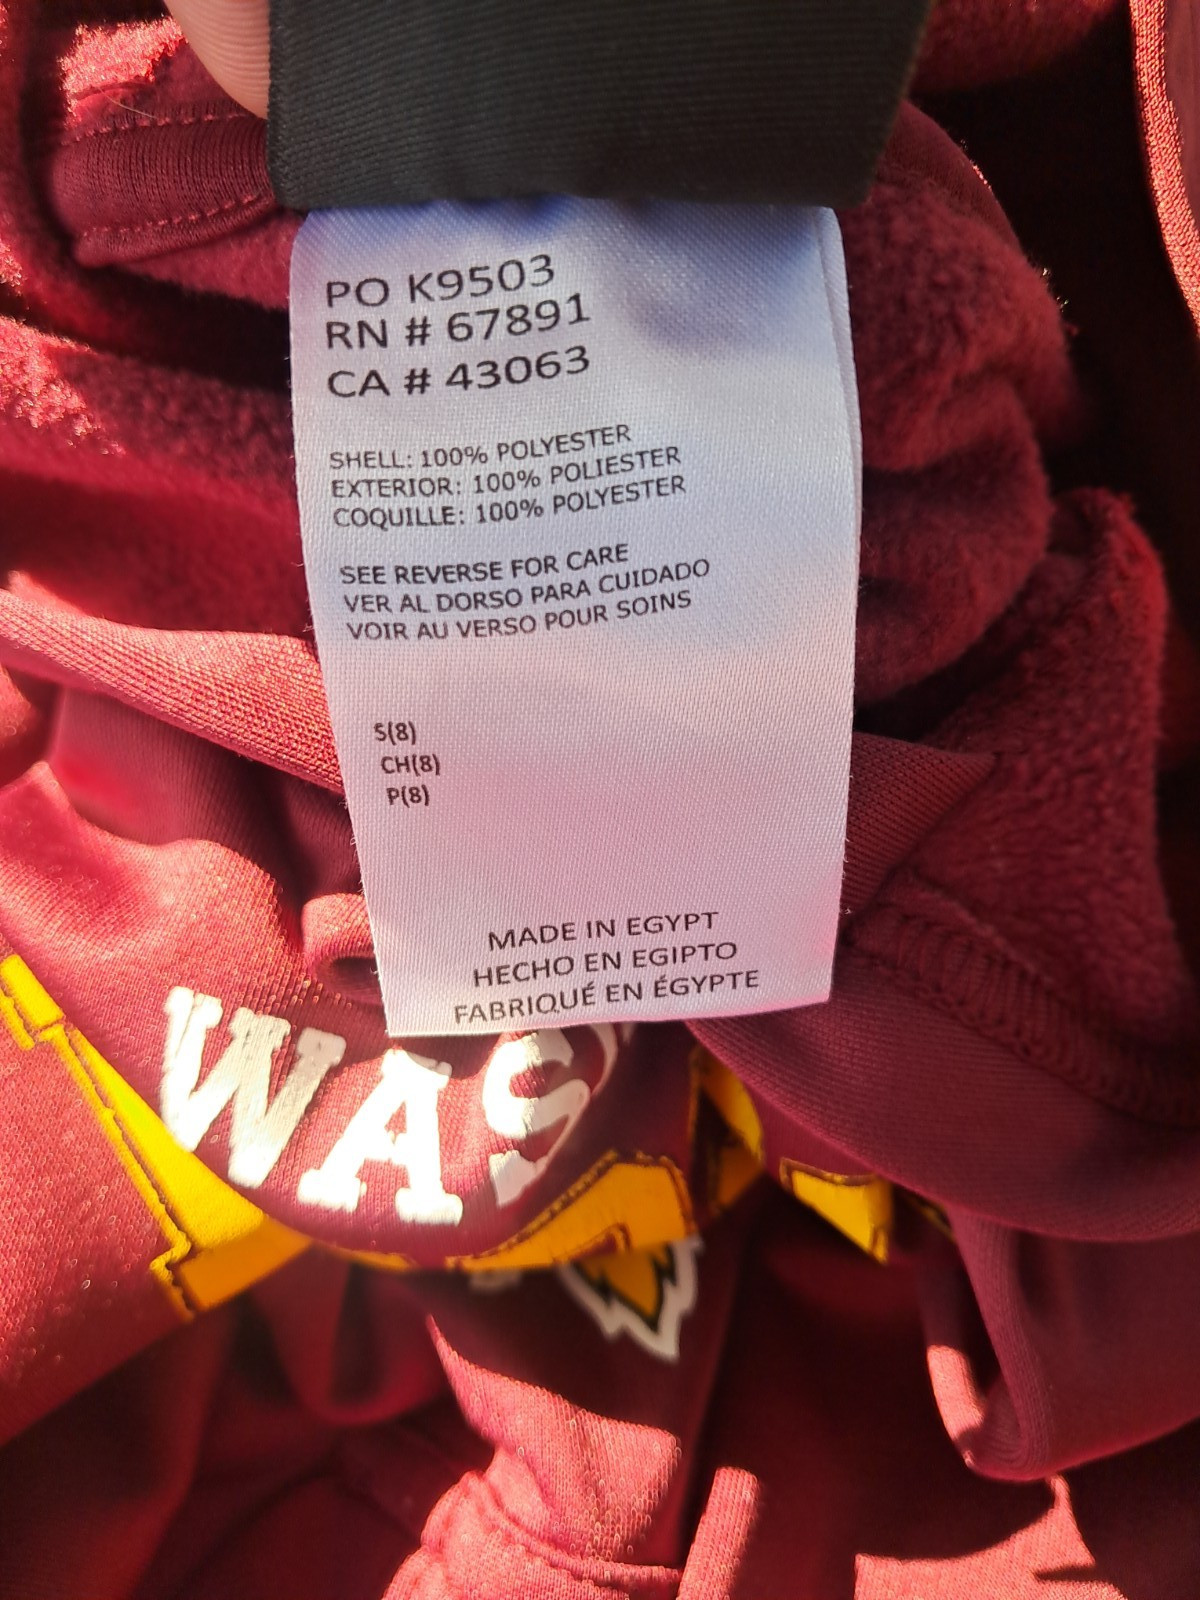 PO K9503
RN # 67891
CA # 43063
SHELL: 100% POLYESTER
EXTERIOR: 100% POLIESTER
COQUILLE: 100% POLYESTER
SEE REVERSE FOR CARE
VER AL DORSO PARA CUIDADO
VOIR AU VERSO POUR SOINS
S(8)
CH(8)
P(8)
MADE IN EGYPT
HECHO EN EGIPTO
FABRIQUÉ EN ÉGYPTE
WAS